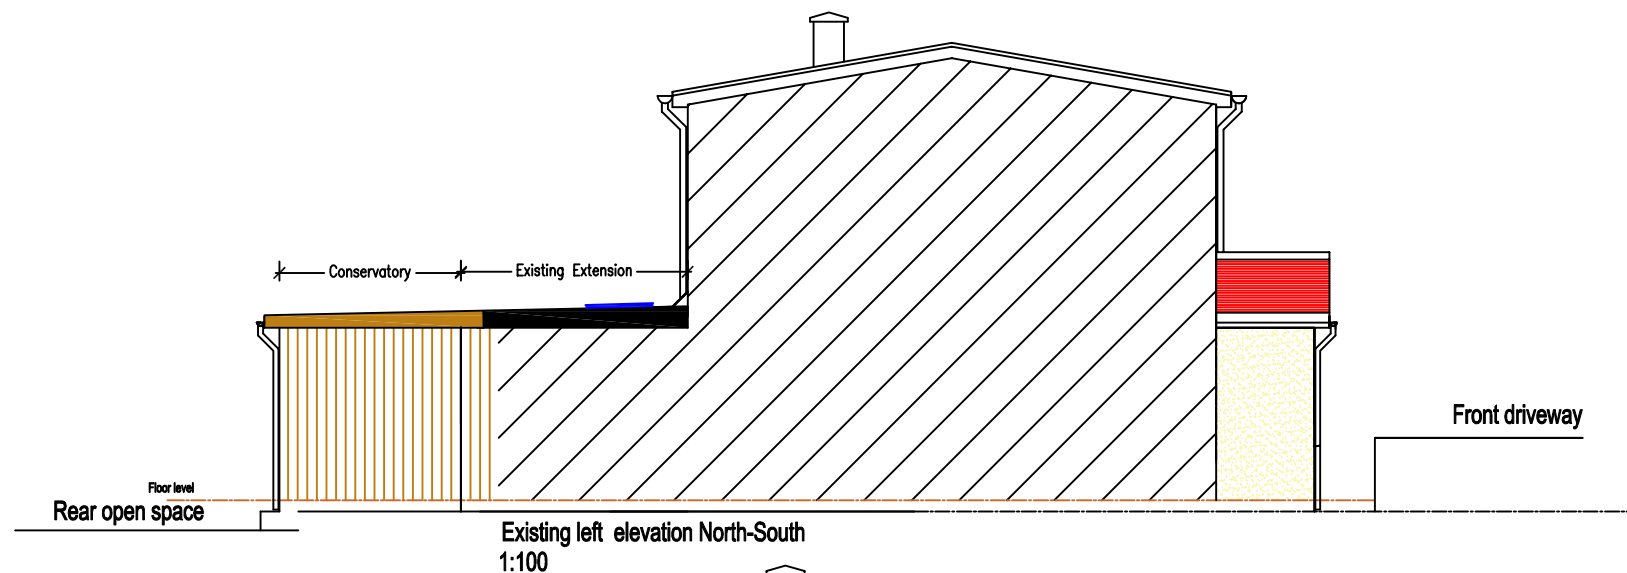 Conservatory
Existing Extension
Front driveway
Floor level
Rear open space
Existing left elevation North-South
1:100